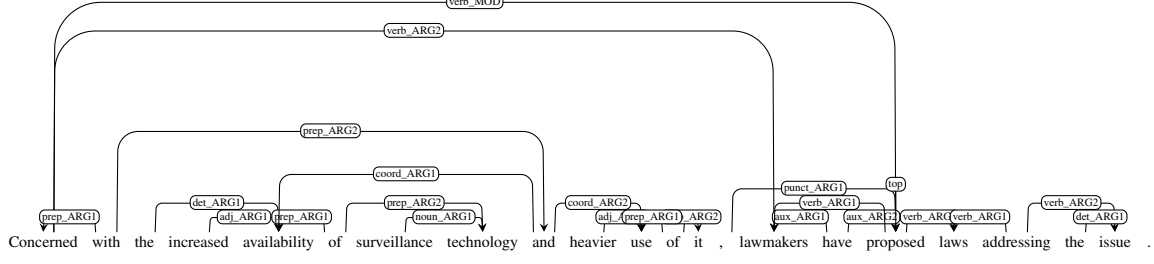 verb_MOD
verb_ARG2
prep_ARG2
coord_ARG1
top
punct_ARG1
det_ARG1 prep_ARG2 coord_ARG2 verb_ARG1 verb_ARG2
prep_ARG1 adj_ARG1 prep_ARG1 noun_ARG1 prep_ARG1 _ARG2 aux_ARG1 aux_ARG2 verb_ARG verb_ARG1 det_ARG1
Concerned with the increased availability of surveillance technology and heavier use of it , lawmakers have proposed laws addressing the issue .